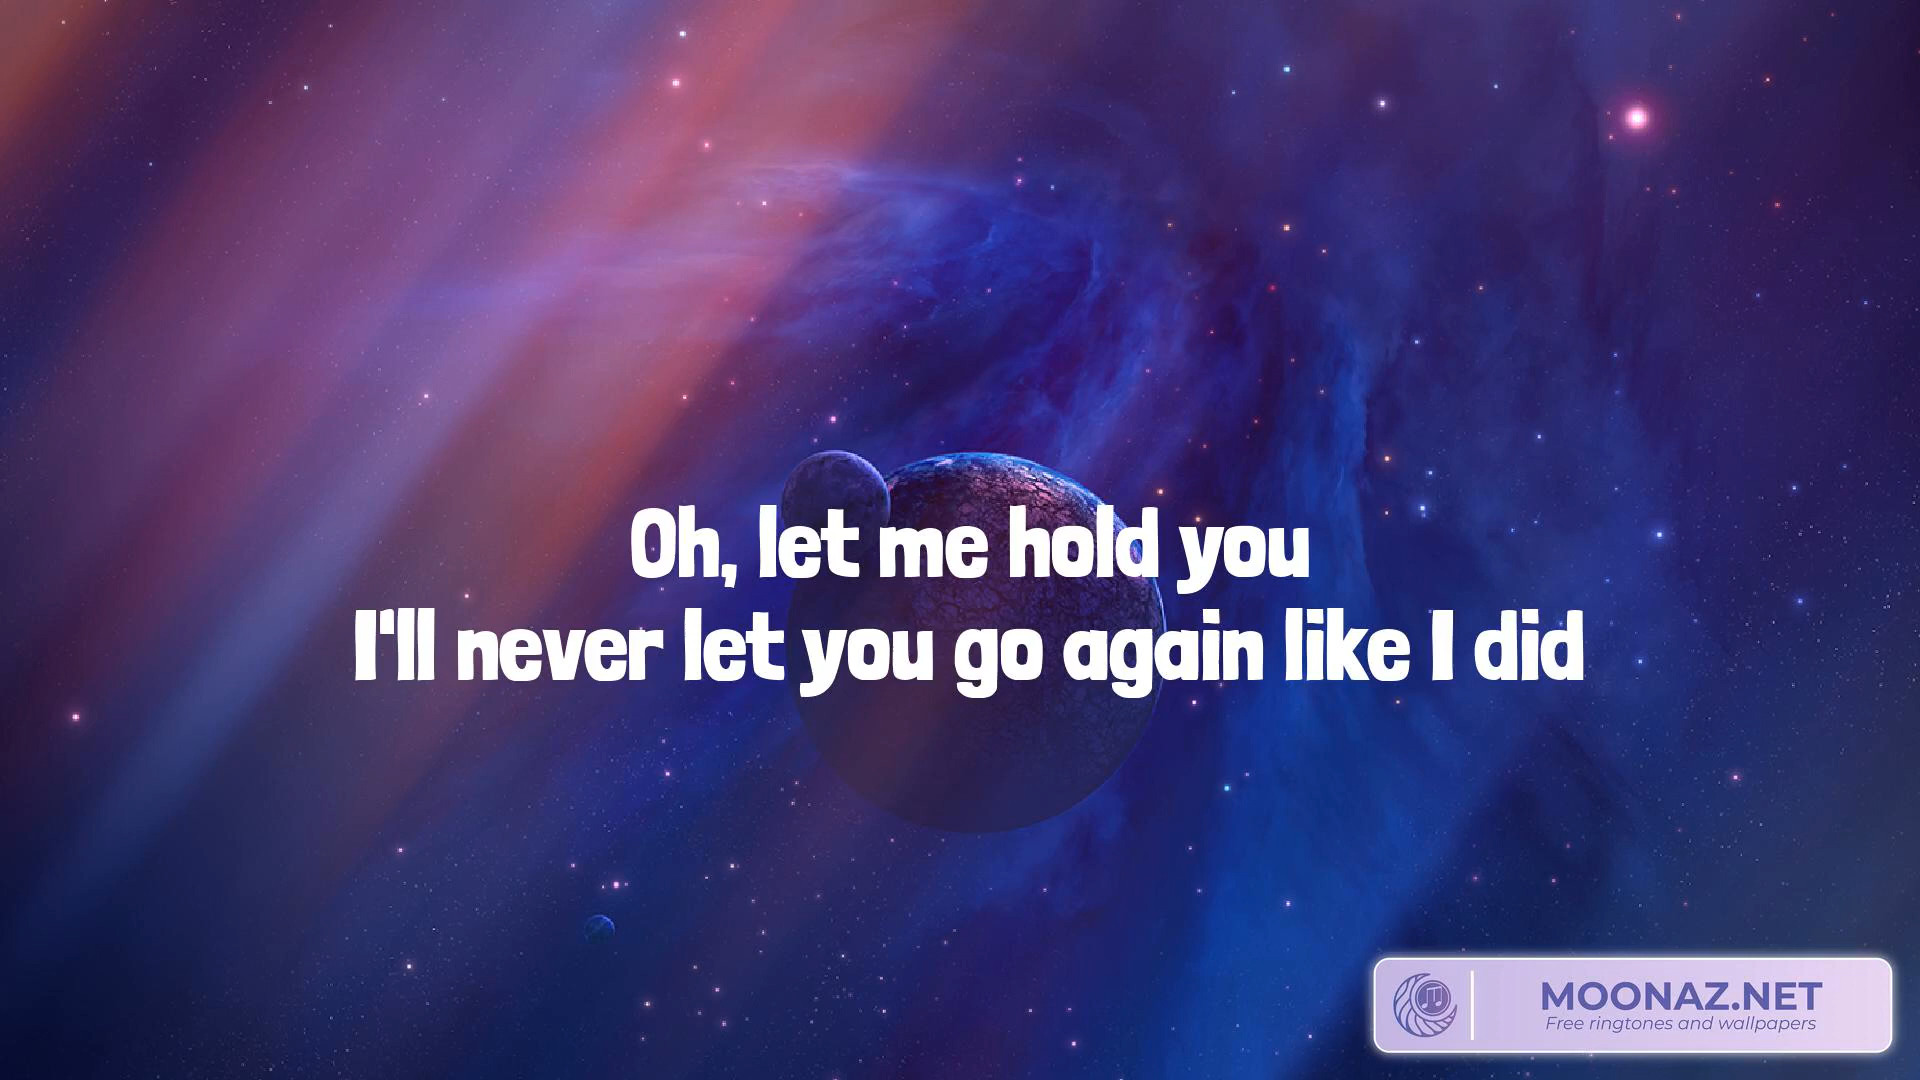 Oh, let me hold you
I'll never let you go again like I did
MOONAZ.NET
Free ringtones and wallpapers